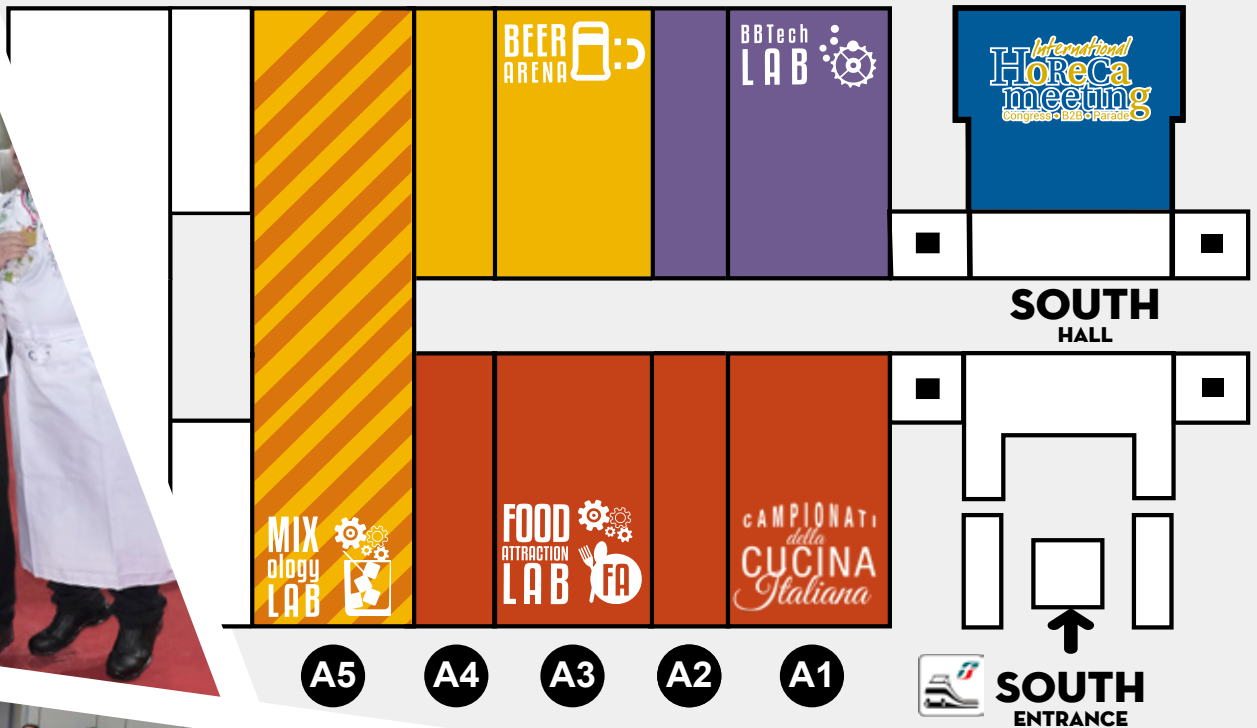 BEER
ARENA
BBTech
LAB
International
HoReCa
meeting
Congress • B2B • Parade
SOUTH
HALL
MIX
ology
LAB
FOOD
ATTRACTION
LAB
FA
CAMPIONATI
della
CUCINA
Italiana
A5
A4
A3
A2
A1
SOUTH
ENTRANCE